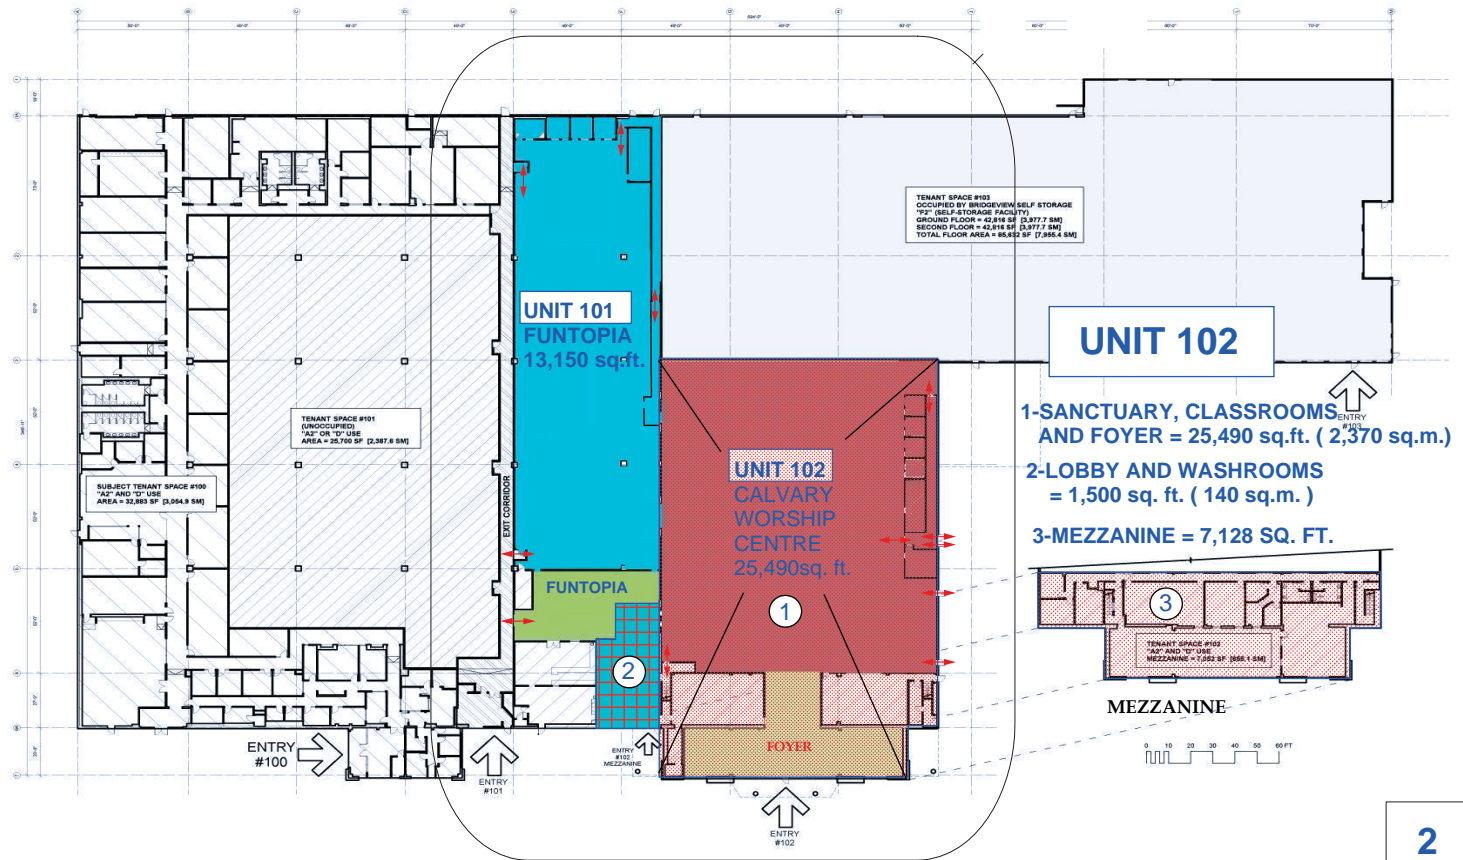 TENANT SPACE #103
OCCUPIED BY BRIDGEVIEW SELF STORAGE
"F2" (SELF-STORAGE FACILITY)
GROUND FLOOR = 42,816 SF [3,977.7 SM]
SECOND FLOOR = 42,816 SF [3,977.7 SM]
TOTAL FLOOR AREA = 85,632 SF [7,955.4 SM]
UNIT 101
FUNTOPIA
13,150 sq.ft.
UNIT 102
1-SANCTUARY, CLASSROOMS
AND FOYER = 25,490 sq.ft. ( 2,370 sq.m.)
2-LOBBY AND WASHROOMS
= 1,500 sq. ft. ( 140 sq.m. )
3-MEZZANINE = 7,128 SQ. FT.
ENTRY
#103
TENANT SPACE #101
(UNOCCUPIED)
"A2" OR "D" USE
AREA = 25,700 SF [2,387.6 SM]
SUBJECT TENANT SPACE #100
"A2" AND "D" USE
AREA = 32,883 SF [3,054.9 SM]
EXIT CORRIDOR
UNIT 102
CALVARY
WORSHIP
CENTRE
25,490sq. ft.
1
FUNTOPIA
2
3
TENANT SPACE #102
"A2" AND "D" USE
MEZZANINE = 7,052 SF [655.1 SM]
MEZZANINE
FOYER
ENTRY
#100
ENTRY
#101
ENTRY
#102
MEZZANINE
ENTRY
#102
0 10 20 30 40 50 60 FT
2